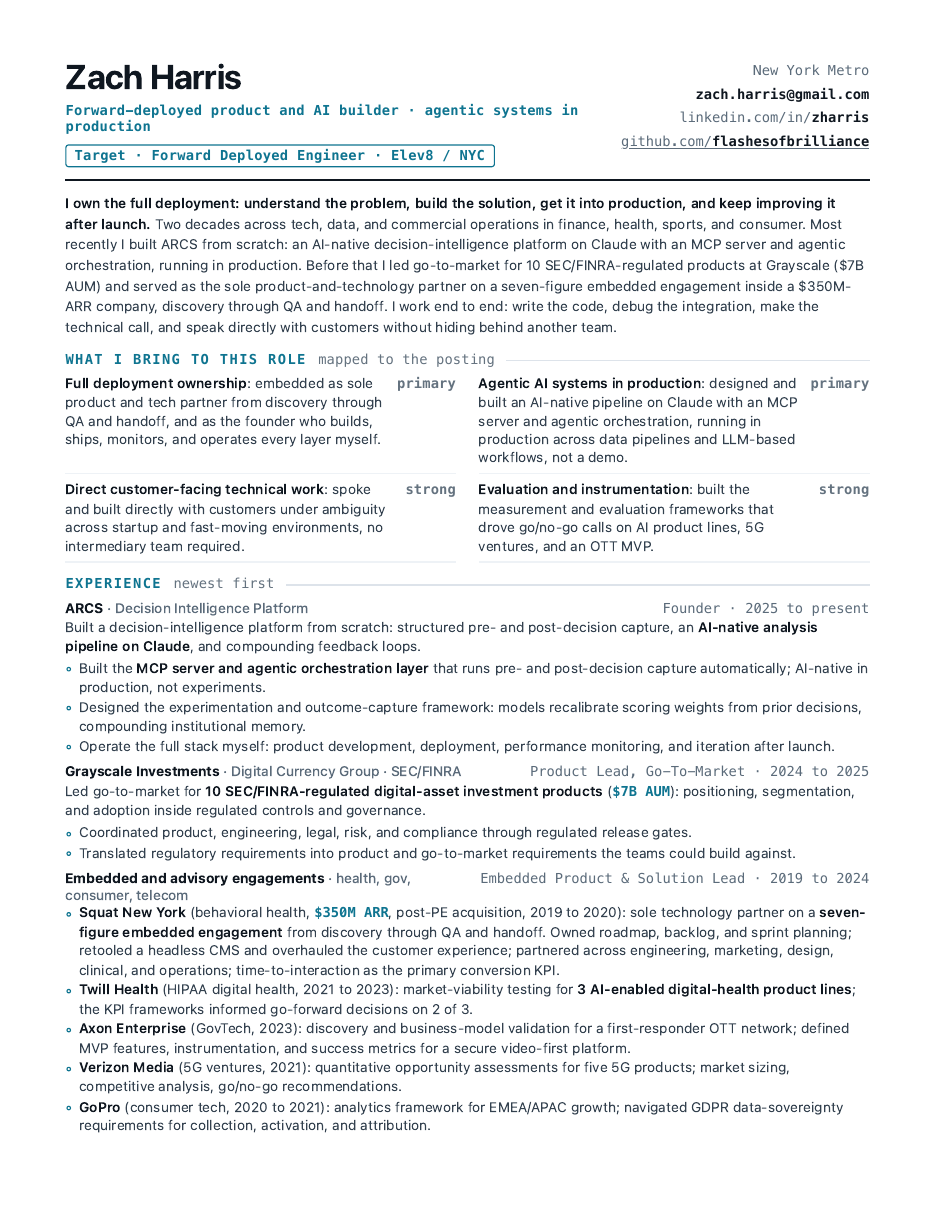 Zach Harris
Forward-deployed product and AI builder · agentic systems in
production
Target · Forward Deployed Engineer · Elev8 / NYC
New York Metro
zach.harris@gmail.com
linkedin.com/in/zharris
github.com/flashesofbrilliance
I own the full deployment: understand the problem, build the solution, get it into production, and keep improving it
after launch. Two decades across tech, data, and commercial operations in finance, health, sports, and consumer. Most
recently I built ARCS from scratch: an AI-native decision-intelligence platform on Claude with an MCP server and agentic
orchestration, running in production. Before that I led go-to-market for 10 SEC/FINRA-regulated products at Grayscale ($7B
AUM) and served as the sole product-and-technology partner on a seven-figure embedded engagement inside a $350M-
ARR company, discovery through QA and handoff. I work end to end: write the code, debug the integration, make the
technical call, and speak directly with customers without hiding behind another team.
WHAT I BRING TO THIS ROLE mapped to the posting
Full deployment ownership: embedded as sole primary
product and tech partner from discovery through
QA and handoff, and as the founder who builds,
ships, monitors, and operates every layer myself.
Agentic AI systems in production: designed and primary
built an AI-native pipeline on Claude with an MCP
server and agentic orchestration, running in
production across data pipelines and LLM-based
workflows, not a demo.
Direct customer-facing technical work: spoke strong
and built directly with customers under ambiguity
across startup and fast-moving environments, no
intermediary team required.
Evaluation and instrumentation: built the strong
measurement and evaluation frameworks that
drove go/no-go calls on AI product lines, 5G
ventures, and an OTT MVP.
EXPERIENCE newest first
ARCS · Decision Intelligence Platform Founder · 2025 to present
Built a decision-intelligence platform from scratch: structured pre- and post-decision capture, an AI-native analysis
pipeline on Claude, and compounding feedback loops.
Built the MCP server and agentic orchestration layer that runs pre- and post-decision capture automatically; AI-native in
production, not experiments.
Designed the experimentation and outcome-capture framework: models recalibrate scoring weights from prior decisions,
compounding institutional memory.
Operate the full stack myself: product development, deployment, performance monitoring, and iteration after launch.
Grayscale Investments · Digital Currency Group · SEC/FINRA Product Lead, Go-To-Market · 2024 to 2025
Led go-to-market for 10 SEC/FINRA-regulated digital-asset investment products ($7B AUM): positioning, segmentation,
and adoption inside regulated controls and governance.
Coordinated product, engineering, legal, risk, and compliance through regulated release gates.
Translated regulatory requirements into product and go-to-market requirements the teams could build against.
Embedded and advisory engagements · health, gov, Embedded Product & Solution Lead · 2019 to 2024
consumer, telecom
Squat New York (behavioral health, $350M ARR, post-PE acquisition, 2019 to 2020): sole technology partner on a seven-
figure embedded engagement from discovery through QA and handoff. Owned roadmap, backlog, and sprint planning;
retooled a headless CMS and overhauled the customer experience; partnered across engineering, marketing, design,
clinical, and operations; time-to-interaction as the primary conversion KPI.
Twill Health (HIPAA digital health, 2021 to 2023): market-viability testing for 3 AI-enabled digital-health product lines;
the KPI frameworks informed go-forward decisions on 2 of 3.
Axon Enterprise (GovTech, 2023): discovery and business-model validation for a first-responder OTT network; defined
MVP features, instrumentation, and success metrics for a secure video-first platform.
Verizon Media (5G ventures, 2021): quantitative opportunity assessments for five 5G products; market sizing,
competitive analysis, go/no-go recommendations.
GoPro (consumer tech, 2020 to 2021): analytics framework for EMEA/APAC growth; navigated GDPR data-sovereignty
requirements for collection, activation, and attribution.